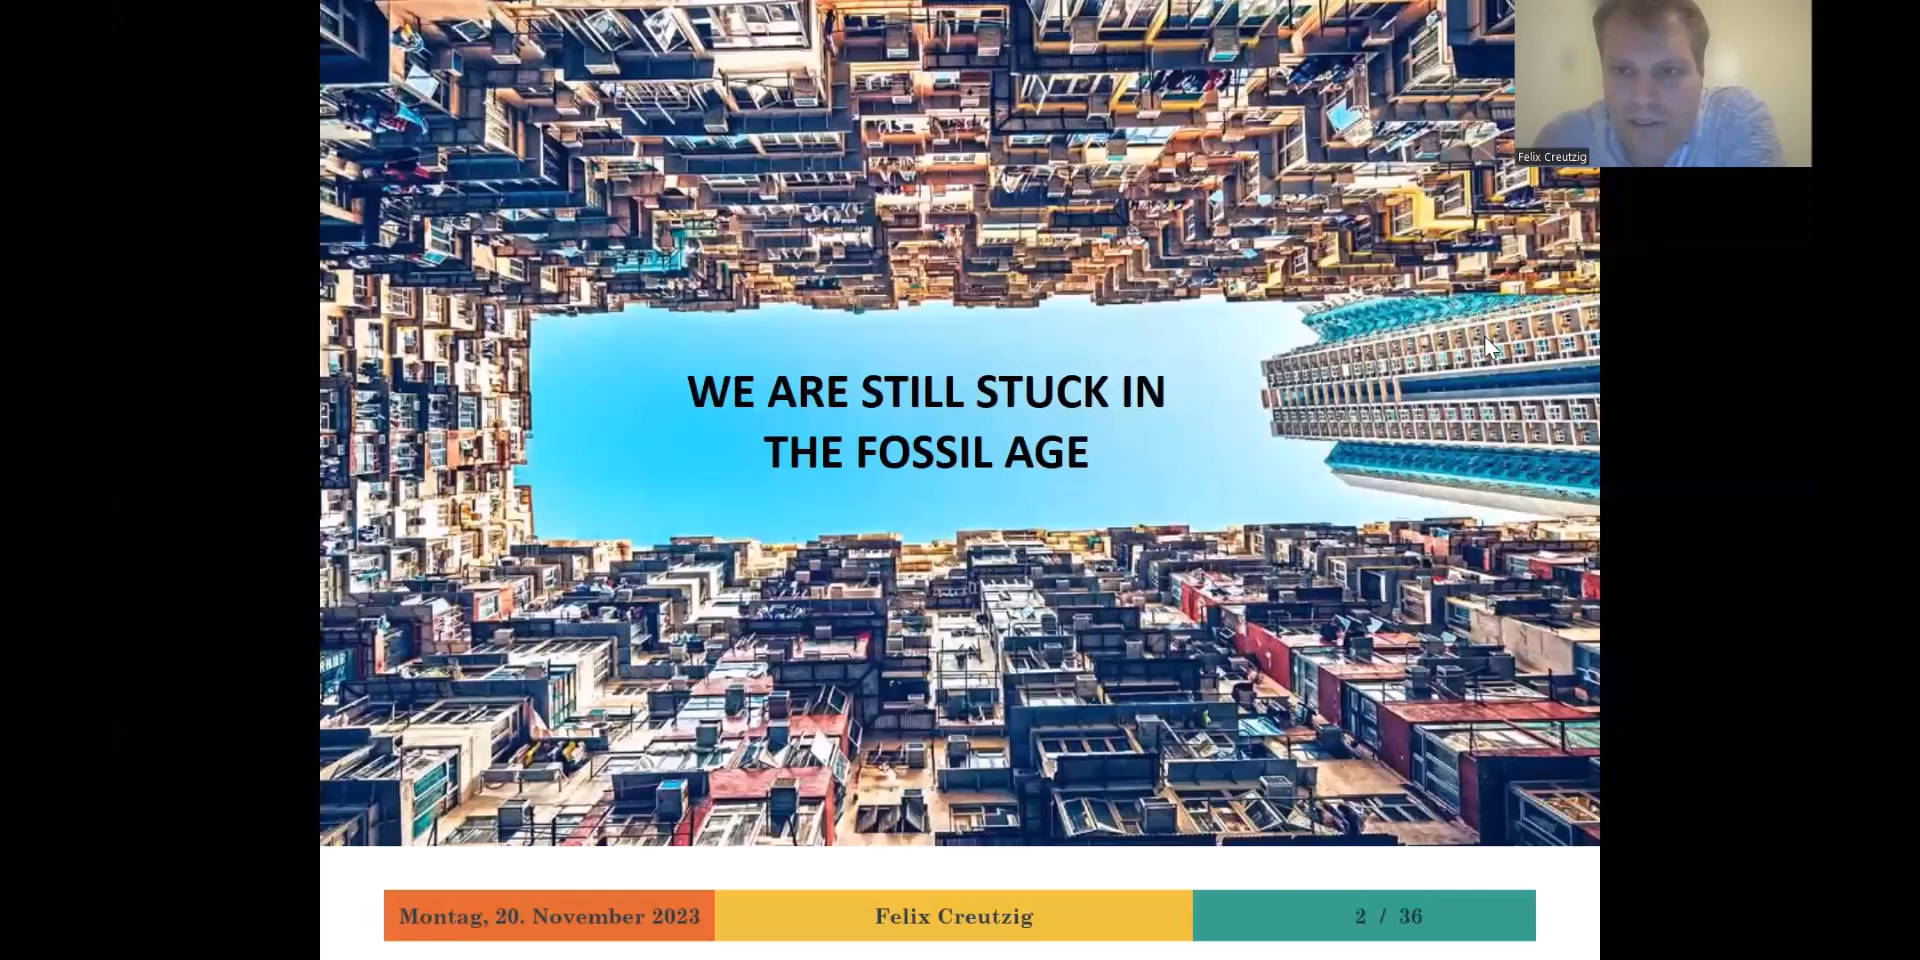 Felix Creutzig
WE ARE STILL STUCK IN
THE FOSSIL AGE
Montag, 20. November 2023
Felix Creutzig
2 / 36